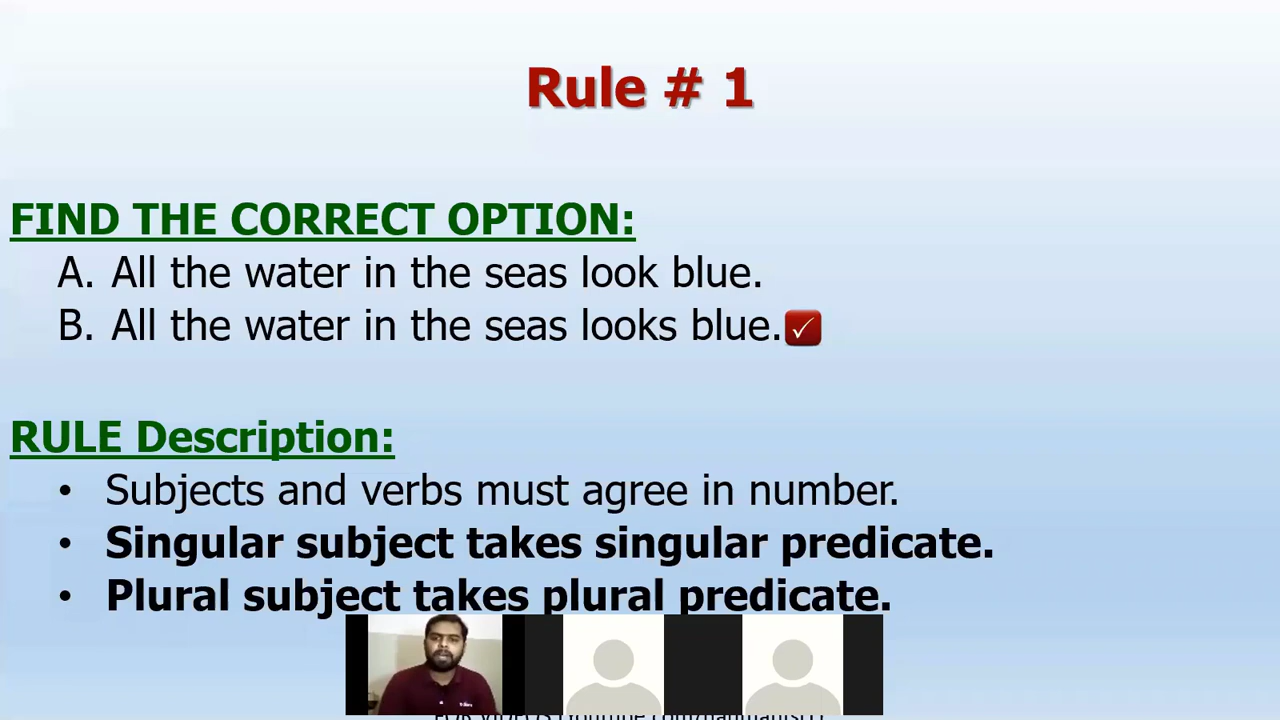 Rule # 1
FIND THE CORRECT OPTION:
A. All the water in the seas look blue.
B. All the water in the seas looks blue.
RULE Description:
• Subjects and verbs must agree in number.
• Singular subject takes singular predicate.
• Plural subject takes plural predicate.
FOR VIDEOS